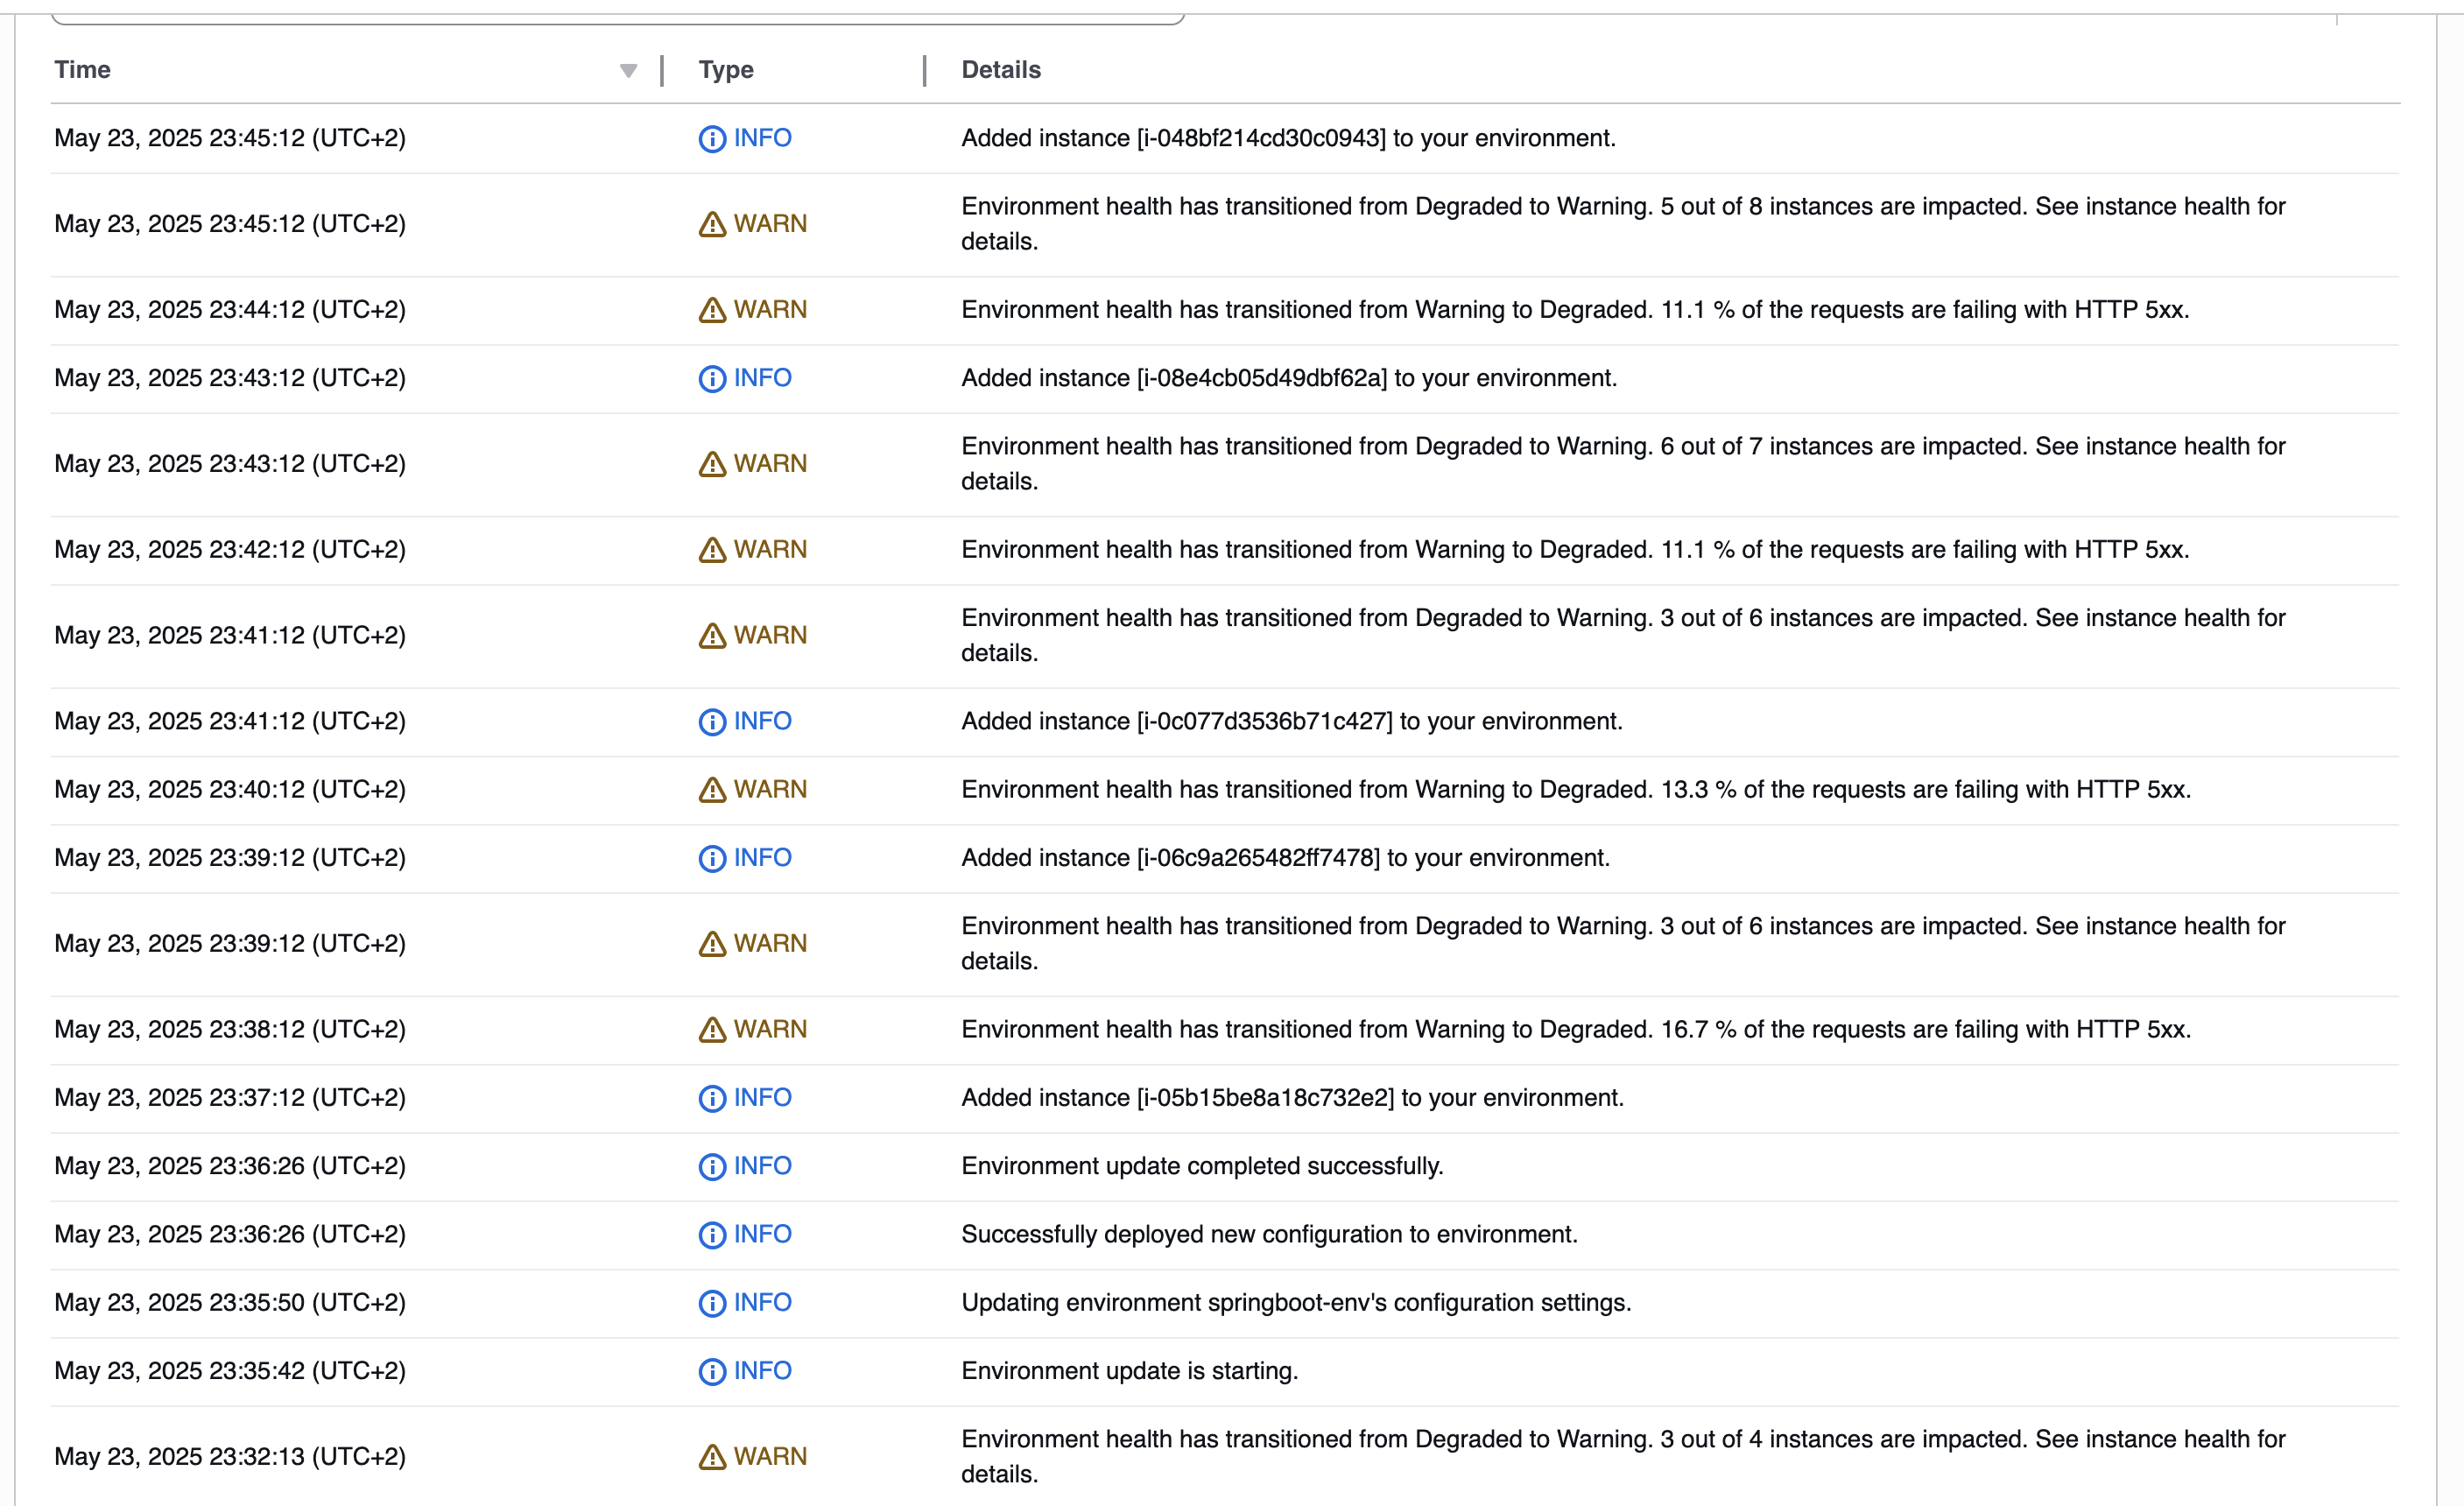 Time Type Details
May 23, 2025 23:45:12 (UTC+2) INFO Added instance [i-048bf214cd30c0943] to your environment.
May 23, 2025 23:45:12 (UTC+2) WARN Environment health has transitioned from Degraded to Warning. 5 out of 8 instances are impacted. See instance health for
details.
May 23, 2025 23:44:12 (UTC+2) WARN Environment health has transitioned from Warning to Degraded. 11.1 % of the requests are failing with HTTP 5xx.
May 23, 2025 23:43:12 (UTC+2) INFO Added instance [i-08e4cb05d49dbf62a] to your environment.
May 23, 2025 23:43:12 (UTC+2) WARN Environment health has transitioned from Degraded to Warning. 6 out of 7 instances are impacted. See instance health for
details.
May 23, 2025 23:42:12 (UTC+2) WARN Environment health has transitioned from Warning to Degraded. 11.1 % of the requests are failing with HTTP 5xx.
May 23, 2025 23:41:12 (UTC+2) WARN Environment health has transitioned from Degraded to Warning. 3 out of 6 instances are impacted. See instance health for
details.
May 23, 2025 23:41:12 (UTC+2) INFO Added instance [i-0c077d3536b71c427] to your environment.
May 23, 2025 23:40:12 (UTC+2) WARN Environment health has transitioned from Warning to Degraded. 13.3 % of the requests are failing with HTTP 5xx.
May 23, 2025 23:39:12 (UTC+2) INFO Added instance [i-06c9a265482ff7478] to your environment.
May 23, 2025 23:39:12 (UTC+2) WARN Environment health has transitioned from Degraded to Warning. 3 out of 6 instances are impacted. See instance health for
details.
May 23, 2025 23:38:12 (UTC+2) WARN Environment health has transitioned from Warning to Degraded. 16.7 % of the requests are failing with HTTP 5xx.
May 23, 2025 23:37:12 (UTC+2) INFO Added instance [i-05b15be8a18c732e2] to your environment.
May 23, 2025 23:36:26 (UTC+2) INFO Environment update completed successfully.
May 23, 2025 23:36:26 (UTC+2) INFO Successfully deployed new configuration to environment.
May 23, 2025 23:35:50 (UTC+2) INFO Updating environment springboot-env's configuration settings.
May 23, 2025 23:35:42 (UTC+2) INFO Environment update is starting.
May 23, 2025 23:32:13 (UTC+2) WARN Environment health has transitioned from Degraded to Warning. 3 out of 4 instances are impacted. See instance health for
details.